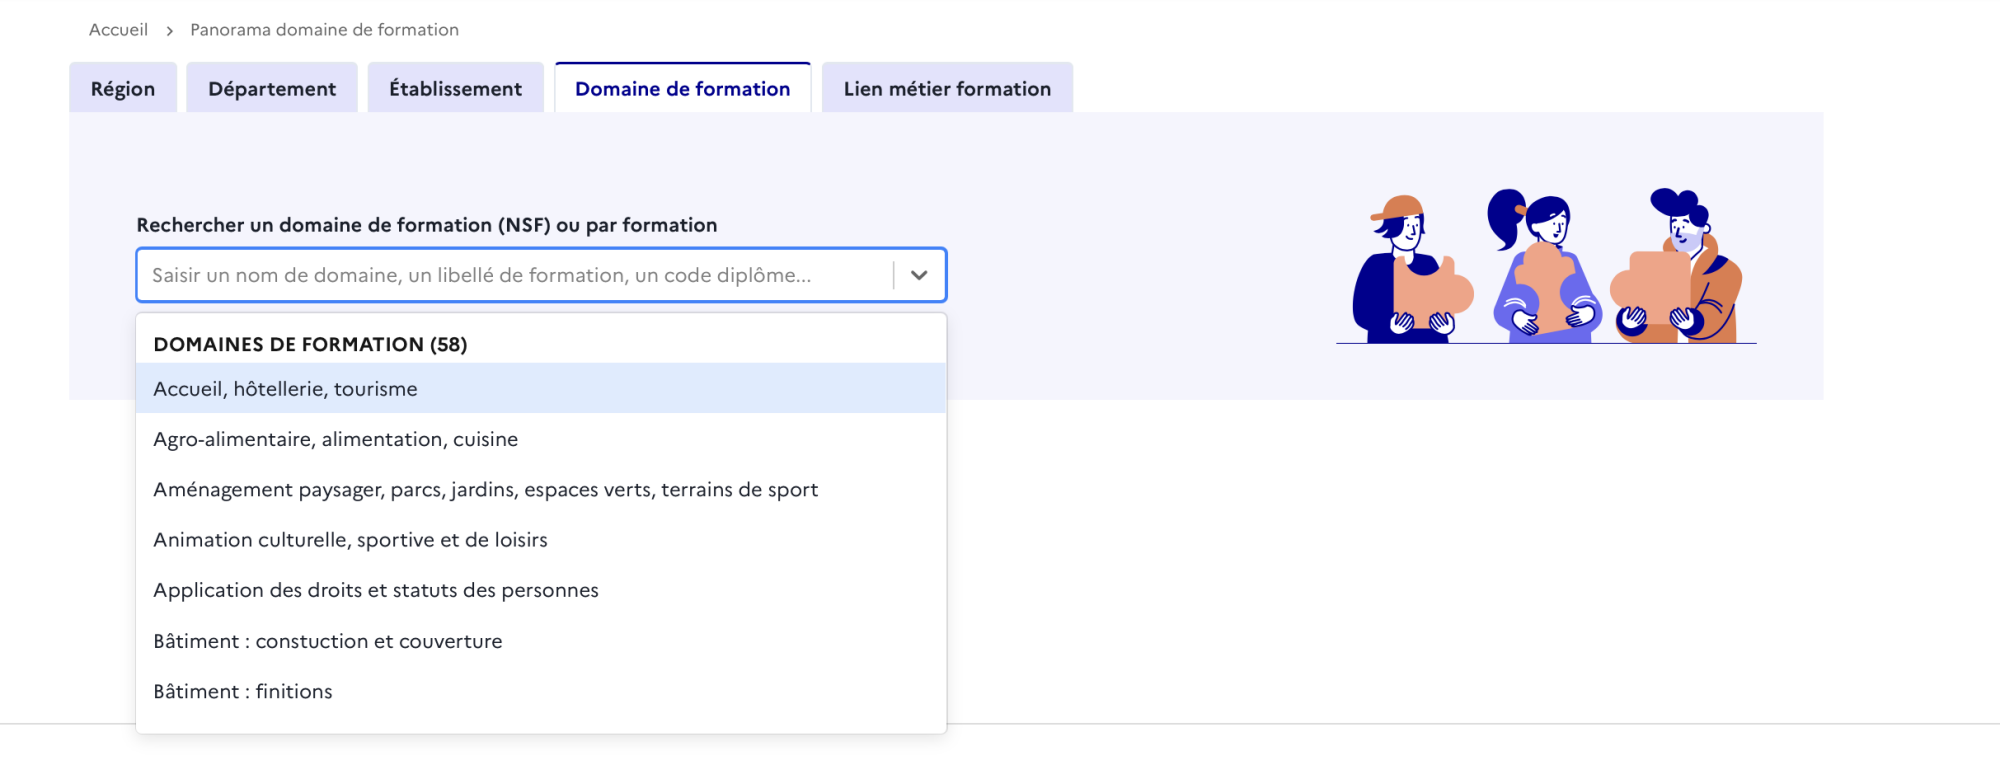 Accueil > Panorama domaine de formation
Région Département Établissement Domaine de formation Lien métier formation
Rechercher un domaine de formation (NSF) ou par formation
Saisir un nom de domaine, un libellé de formation, un code diplôme...
DOMAINES DE FORMATION (58)
Accueil, hôtellerie, tourisme
Agro-alimentaire, alimentation, cuisine
Aménagement paysager, parcs, jardins, espaces verts, terrains de sport
Animation culturelle, sportive et de loisirs
Application des droits et statuts des personnes
Bâtiment : constuction et couverture
Bâtiment : finitions